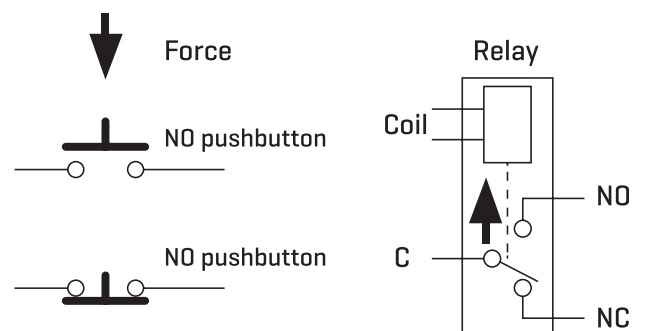 Force
NO pushbutton
NO pushbutton
Relay
Coil
NO
C
NC